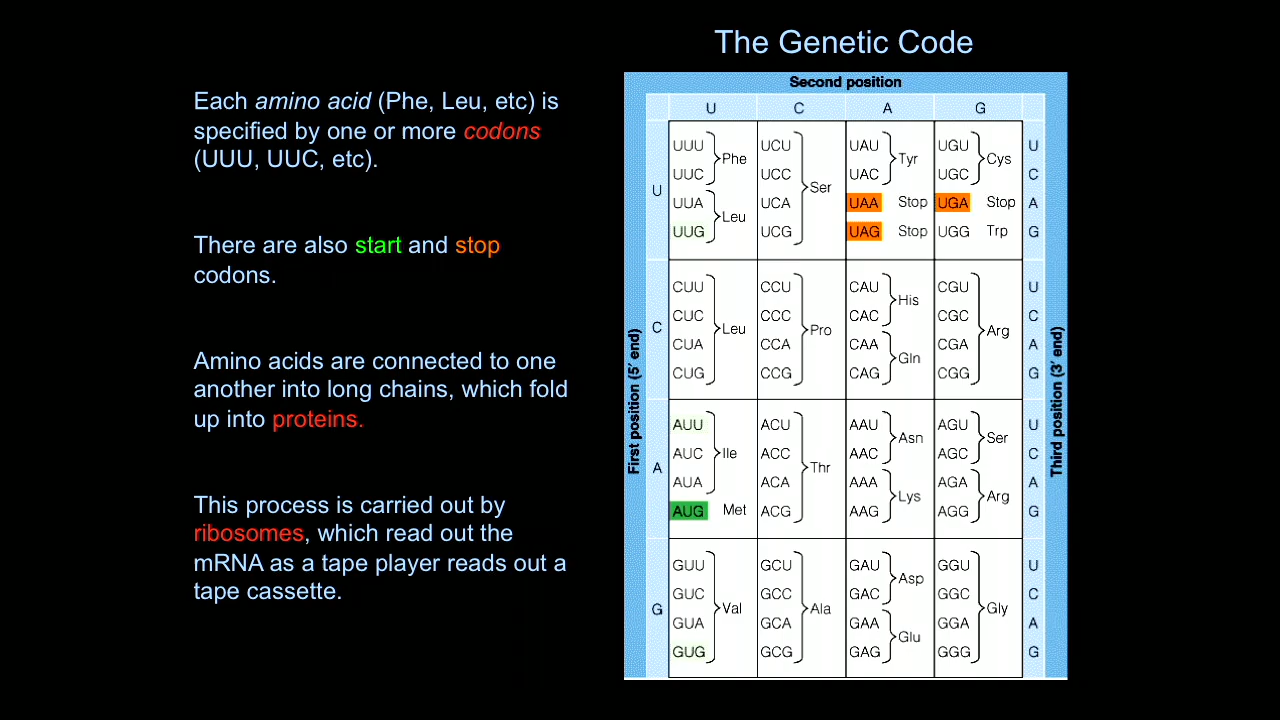 The Genetic Code
Each amino acid (Phe, Leu, etc) is
specified by one or more codons
(UUU, UUC, etc).
There are also start and stop
codons.
Amino acids are connected to one
another into long chains, which fold
up into proteins.
This process is carried out by
ribosomes, which read out the
mRNA as a tape player reads out a
tape cassette.
Second position
U C A G
First position (5' end)
Third position (3' end)
U
UUU UCU UAU UGU U
Phe Tyr Cys
UUC UCC UAC UGC C
Ser
UUA UCA UAA Stop UGA Stop A
Leu
UUG UCG UAG Stop UGG Trp G
C
CUU CCU CAU CGU U
His
CUC CCC CAC CGC C
Leu Pro Arg
CUA CCA CAA CGA A
Gln
CUG CCG CAG CGG G
A
AUU ACU AAU AGU U
Asn Ser
AUC Ile ACC AAC AGC C
Thr
AUA ACA AAA AGA A
Lys Arg
AUG Met ACG AAG AGG G
G
GUU GCU GAU GGU U
Asp
GUC GCC GAC GGC C
Val Ala Gly
GUA GCA GAA GGA A
Glu
GUG GCG GAG GGG G